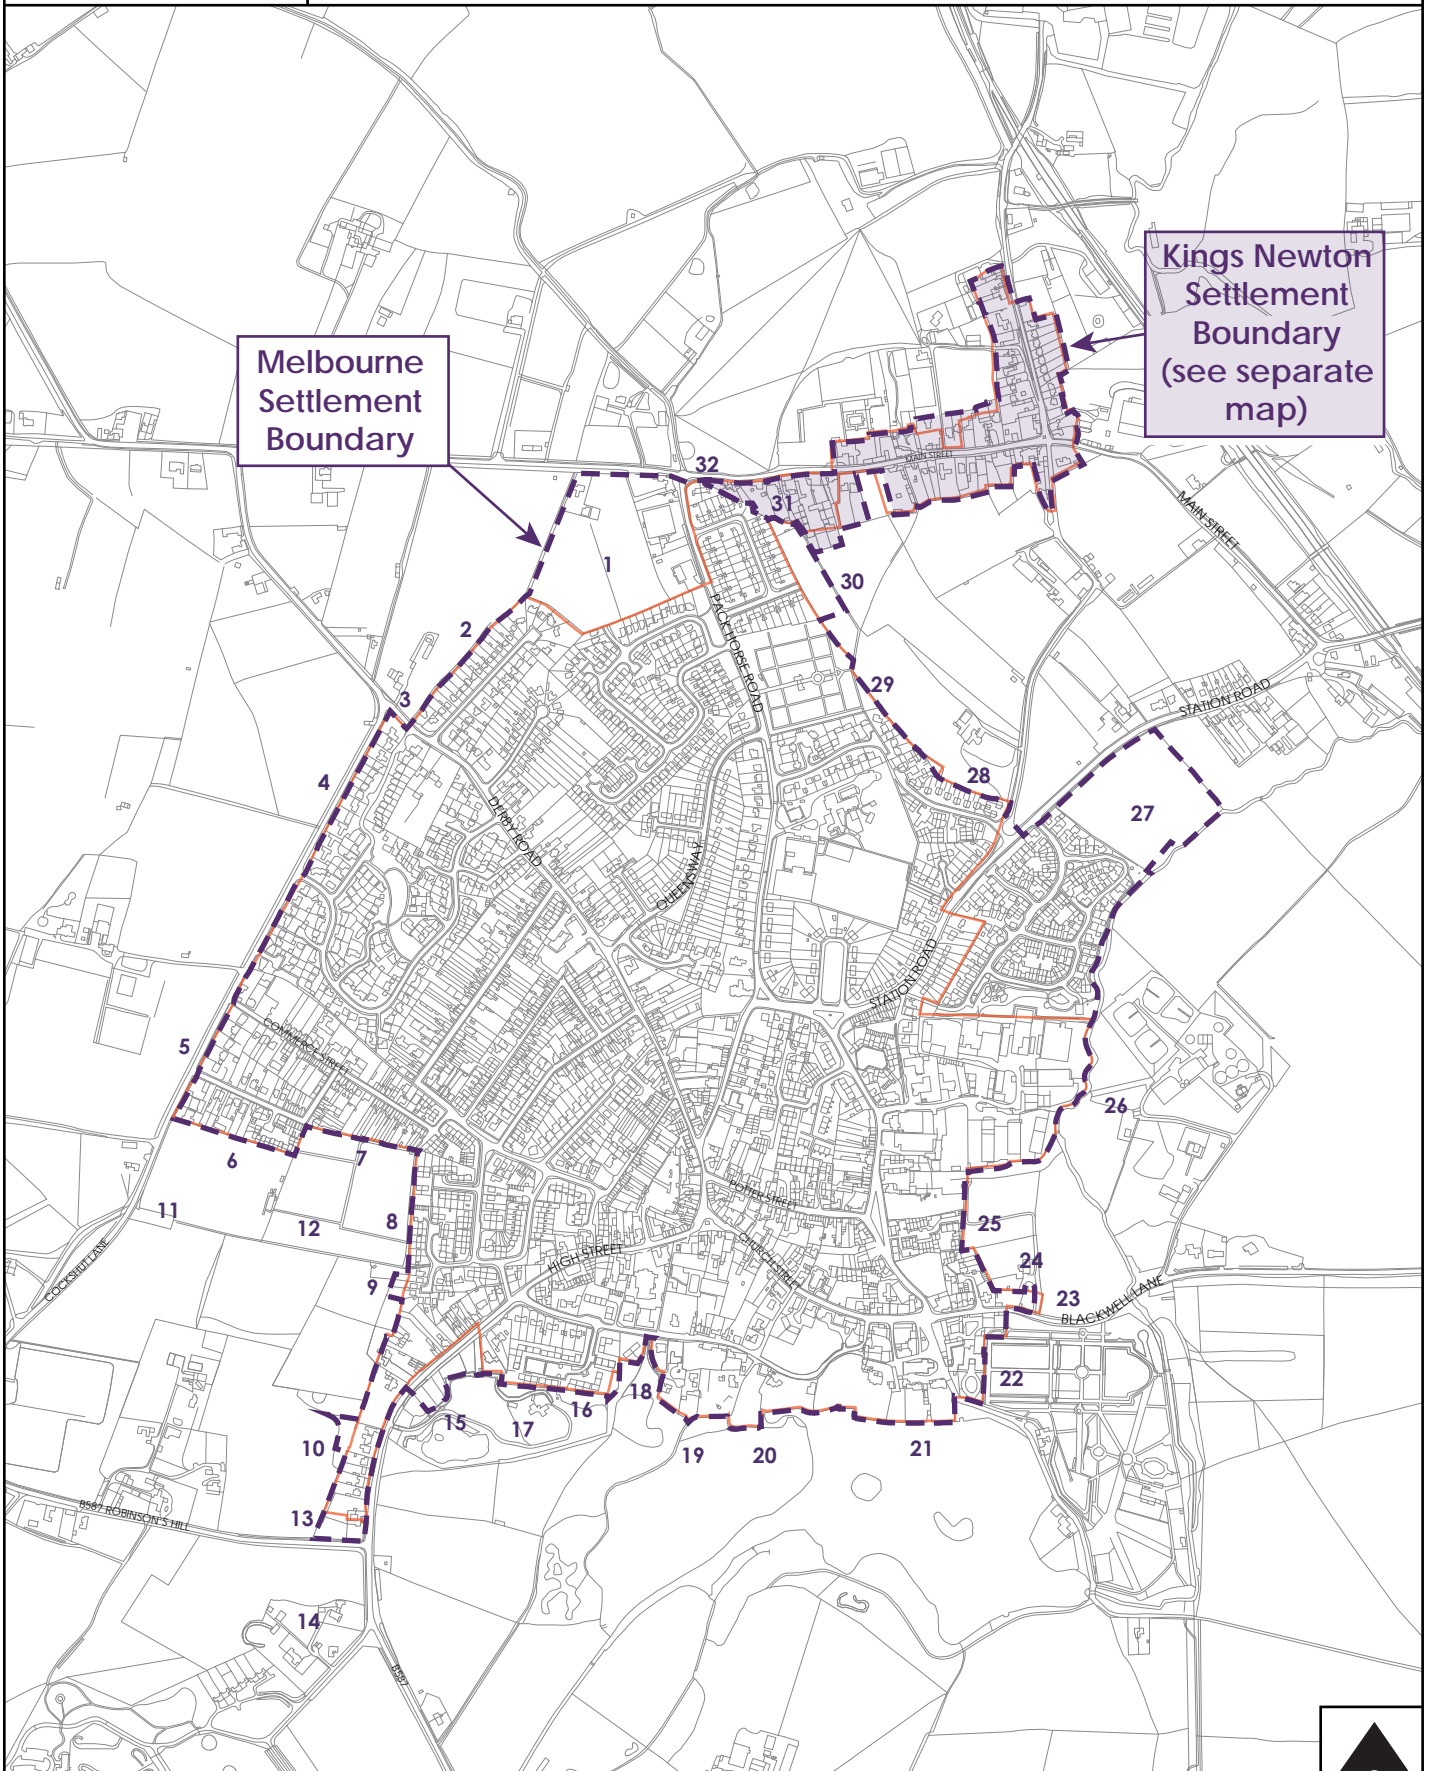 Kings Newton
Settlement
Boundary
(see separate
map)
Melbourne
Settlement
Boundary
32
MAIN STREET
31
MAIN STREET
1
30
PACK HORSE ROAD
2
29
STATION ROAD
3
28
4
27
DERBY ROAD
QUEENSWAY
STATION ROAD
COMMERCE STREET
5
26
6
7
POTTER STREET
11
12
8
25
CHURCH STREET
HIGH STREET
24
COCKSHUT LANE
9
23
BLACKWELL LANE
22
18
16
15
17
10
19
20
21
B587 ROBINSON'S HILL
13
14
B587